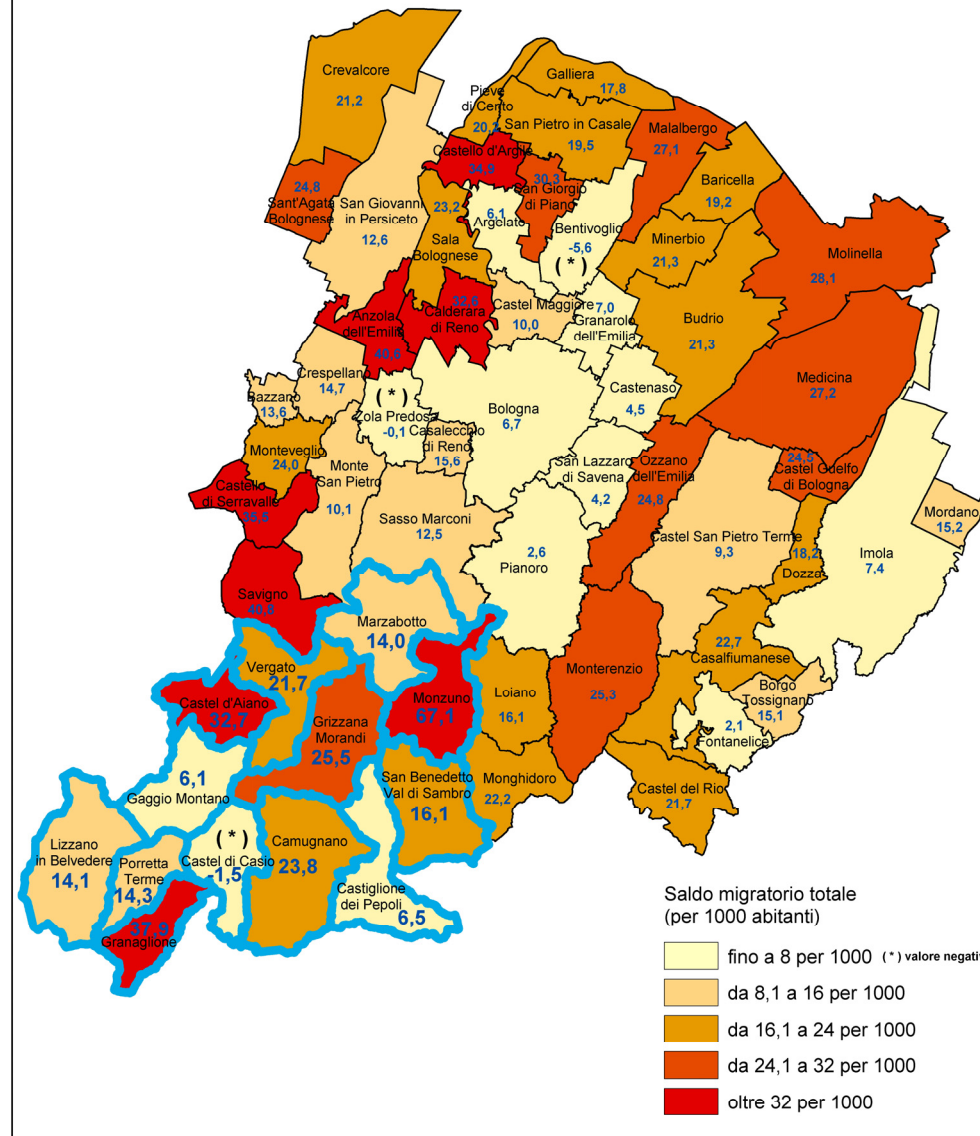 Crevalcore
21,2
Galliera
17,8
Pieve
di Cento
20,2
San Pietro in Casale
19,5
Malalbergo
27,1
Castello d'Argile
34,9
30,3
San Giorgio
di Piano
Baricella
19,2
24,8
Sant'Agata
Bolognese
San Giovanni
in Persiceto
12,6
23,2
Sala
Bolognese
6,1
Argelato
Bentivoglio
-5,6
( * )
Minerbio
21,3
Molinella
28,1
Anzola
dell'Emilia
40,6
32,6
Calderara
di Reno
Castel Maggiore
10,0
7,0
Granarolo
dell'Emilia
Budrio
21,3
Crespellano
14,7
Bazzano
13,6
( * )
Zola Predosa
-0,1
Casalecchio
di Reno
15,6
Bologna
6,7
Castenaso
4,5
Medicina
27,2
Monteveglio
24,0
Monte
San Pietro
10,1
San Lazzaro
di Savena
4,2
Ozzano
dell'Emilia
24,8
24,5
Castel Guelfo
di Bologna
Castello
di Serravalle
Sasso Marconi
12,5
Castel San Pietro Terme
9,3
18,2
Dozza
Imola
7,4
Mordano
15,2
2,6
Pianoro
Savigno
40,8
Marzabotto
14,0
Vergato
21,7
Castel d'Aiano
32,7
Grizzana
Morandi
25,5
Monzuno
67,1
Loiano
16,1
Monterenzio
25,3
22,7
Casalfiumanese
Borgo
Tossignano
15,1
2,1
Fontanelice
6,1
Gaggio Montano
San Benedetto
Val di Sambro
16,1
Monghidoro
22,2
Castel del Rio
21,7
Lizzano
in Belvedere
14,1
Porretta
Terme
14,3
( * )
Castel di Casio
-1,5
Camugnano
23,8
Castiglione
dei Pepoli
6,5
37,9
Granaglione
Saldo migratorio totale
(per 1000 abitanti)
fino a 8 per 1000 ( * ) valore negati
da 8,1 a 16 per 1000
da 16,1 a 24 per 1000
da 24,1 a 32 per 1000
oltre 32 per 1000